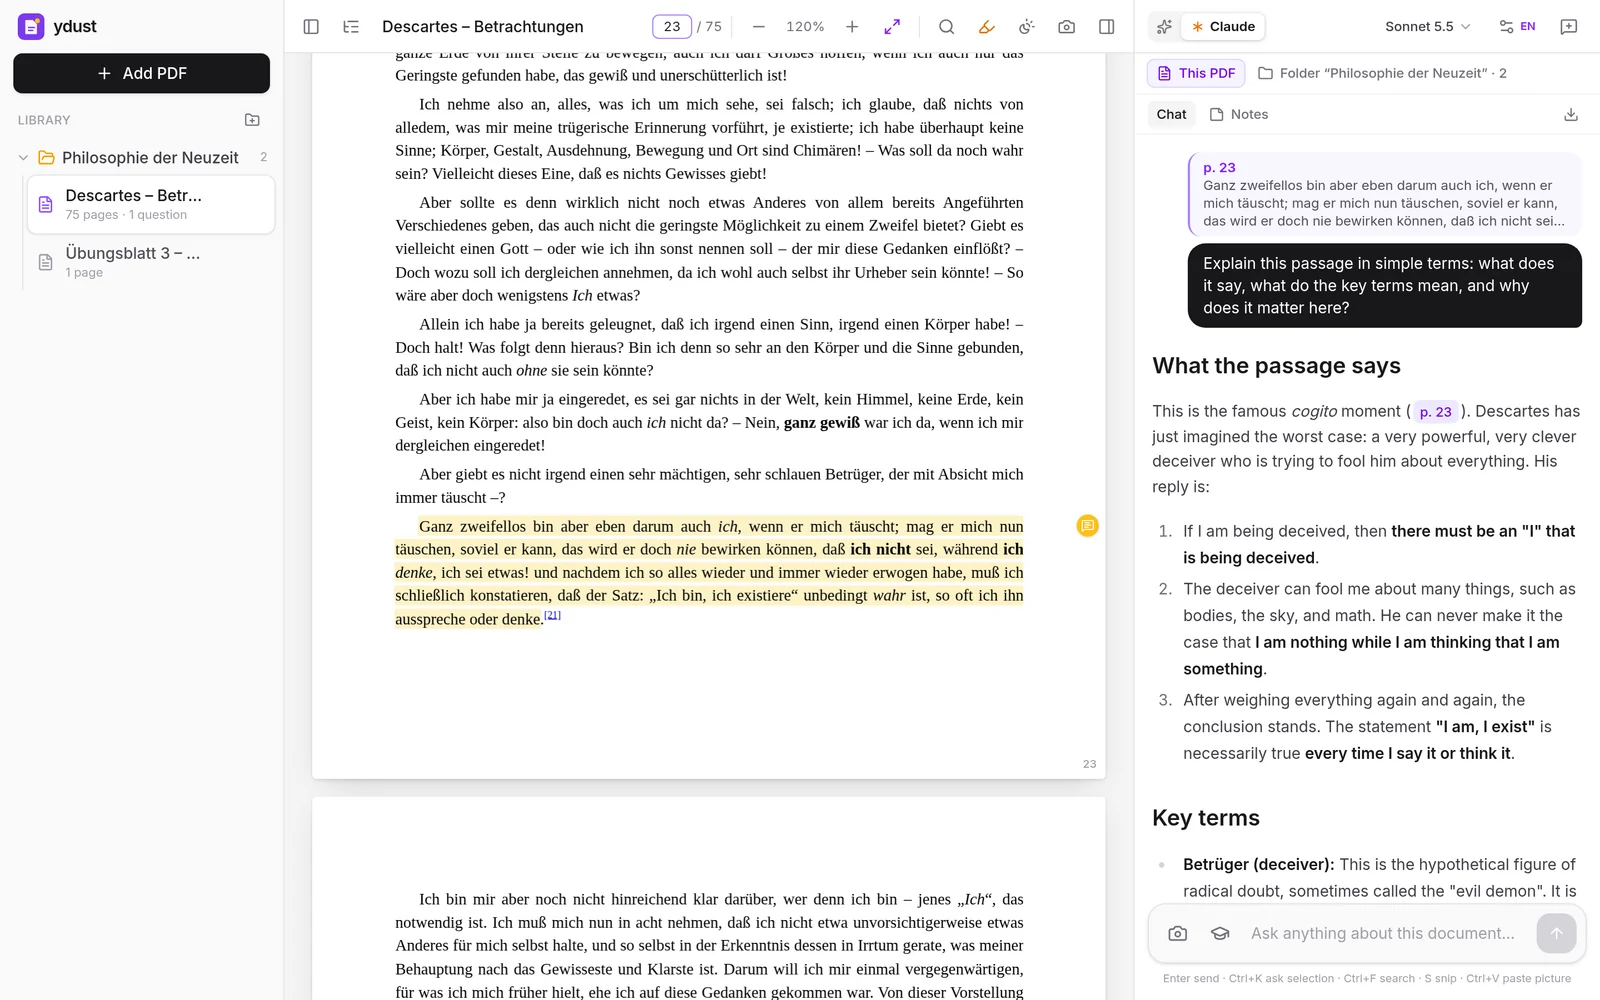 ydust
Add PDF
LIBRARY
Philosophie der Neuzeit 2
Descartes – Betr...
75 pages · 1 question
Übungsblatt 3 – ...
1 page
Descartes – Betrachtungen
23 / 75
120%
ganze Erde von ihrer Stelle zu bewegen, auch ich darf Großes hoffen, wenn ich auch nur das
Geringste gefunden habe, das gewiß und unerschütterlich ist!
Ich nehme also an, alles, was ich um mich sehe, sei falsch; ich glaube, daß nichts von
alledem, was mir meine trügerische Erinnerung vorführt, je existierte; ich habe überhaupt keine
Sinne; Körper, Gestalt, Ausdehnung, Bewegung und Ort sind Chimären! – Was soll da noch wahr
sein? Vielleicht dieses Eine, daß es nichts Gewisses giebt!
Aber sollte es denn wirklich nicht noch etwas Anderes von allem bereits Angeführten
Verschiedenes geben, das auch nicht die geringste Möglichkeit zu einem Zweifel bietet? Giebt es
vielleicht einen Gott – oder wie ich ihn sonst nennen soll – der mir diese Gedanken einflößt? –
Doch wozu soll ich dergleichen annehmen, da ich wohl auch selbst ihr Urheber sein könnte! – So
wäre aber doch wenigstens Ich etwas?
Allein ich habe ja bereits geleugnet, daß ich irgend einen Sinn, irgend einen Körper habe! –
Doch halt! Was folgt denn hieraus? Bin ich denn so sehr an den Körper und die Sinne gebunden,
daß ich nicht auch ohne sie sein könnte?
Aber ich habe mir ja eingeredet, es sei gar nichts in der Welt, kein Himmel, keine Erde, kein
Geist, kein Körper: also bin doch auch ich nicht da? – Nein, ganz gewiß war ich da, wenn ich mir
dergleichen eingeredet!
Aber giebt es nicht irgend einen sehr mächtigen, sehr schlauen Betrüger, der mit Absicht mich
immer täuscht –?
Ganz zweifellos bin aber eben darum auch ich, wenn er mich täuscht; mag er mich nun
täuschen, soviel er kann, das wird er doch nie bewirken können, daß ich nicht sei, während ich
denke, ich sei etwas! und nachdem ich so alles wieder und immer wieder erwogen habe, muß ich
schließlich konstatieren, daß der Satz: „Ich bin, ich existiere“ unbedingt wahr ist, so oft ich ihn
ausspreche oder denke.[21]
23
Ich bin mir aber noch nicht hinreichend klar darüber, wer denn ich bin – jenes „Ich“, das
notwendig ist. Ich muß mich nun in acht nehmen, daß ich nicht etwa unvorsichtigerweise etwas
Anderes für mich selbst halte, und so selbst in der Erkenntnis dessen in Irrtum gerate, was meiner
Behauptung nach das Gewisseste und Klarste ist. Darum will ich mir einmal vergegenwärtigen,
für was ich mich früher hielt, ehe ich auf diese Gedanken gekommen war. Von dieser Vorstellung
Claude
Sonnet 5.5
EN
This PDF
Folder “Philosophie der Neuzeit” · 2
Chat
Notes
p. 23
Ganz zweifellos bin aber eben darum auch ich, wenn er
mich täuscht; mag er mich nun täuschen, soviel er kann,
das wird er doch nie bewirken können, daß ich nicht sei...
Explain this passage in simple terms: what does
it say, what do the key terms mean, and why
does it matter here?
What the passage says
This is the famous cogito moment ( p. 23 ). Descartes has
just imagined the worst case: a very powerful, very clever
deceiver who is trying to fool him about everything. His
reply is:
1. If I am being deceived, then there must be an "I" that
is being deceived.
2. The deceiver can fool me about many things, such as
bodies, the sky, and math. He can never make it the
case that I am nothing while I am thinking that I am
something.
3. After weighing everything again and again, the
conclusion stands. The statement "I am, I exist" is
necessarily true every time I say it or think it.
Key terms
• Betrüger (deceiver): This is the hypothetical figure of
radical doubt, sometimes called the "evil demon". It is
Ask anything about this document...
Enter send · Ctrl+K ask selection · Ctrl+F search · S snip · Ctrl+V paste picture